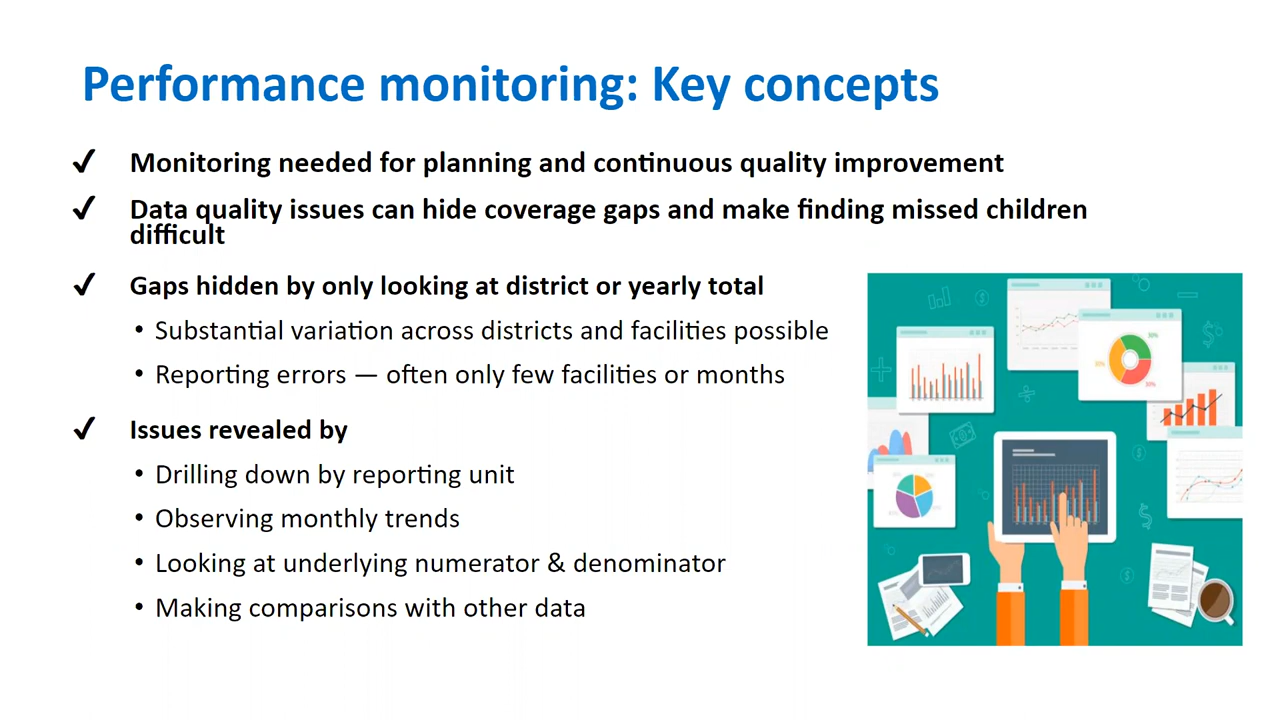 Performance monitoring: Key concepts
✔ Monitoring needed for planning and continuous quality improvement
✔ Data quality issues can hide coverage gaps and make finding missed children
difficult
✔ Gaps hidden by only looking at district or yearly total
• Substantial variation across districts and facilities possible
• Reporting errors — often only few facilities or months
✔ Issues revealed by
• Drilling down by reporting unit
• Observing monthly trends
• Looking at underlying numerator & denominator
• Making comparisons with other data